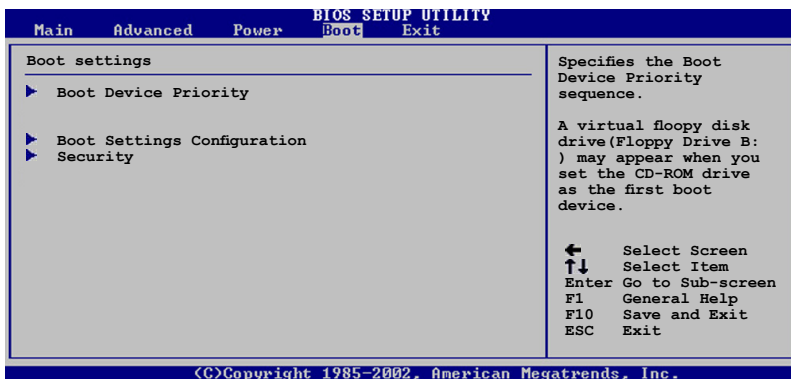 BIOS SETUP UTILITY
Main Advanced Power Boot Exit
Boot settings
Boot Device Priority
Boot Settings Configuration
Security
Specifies the Boot
Device Priority
sequence.
A virtual floopy disk
drive(Floppy Drive B:
) may appear when you
set the CD-ROM drive
as the first boot
device.
← Select Screen
↑↓ Select Item
Enter Go to Sub-screen
F1 General Help
F10 Save and Exit
ESC Exit
(C)Copyright 1985-2002, American Megatrends, Inc.